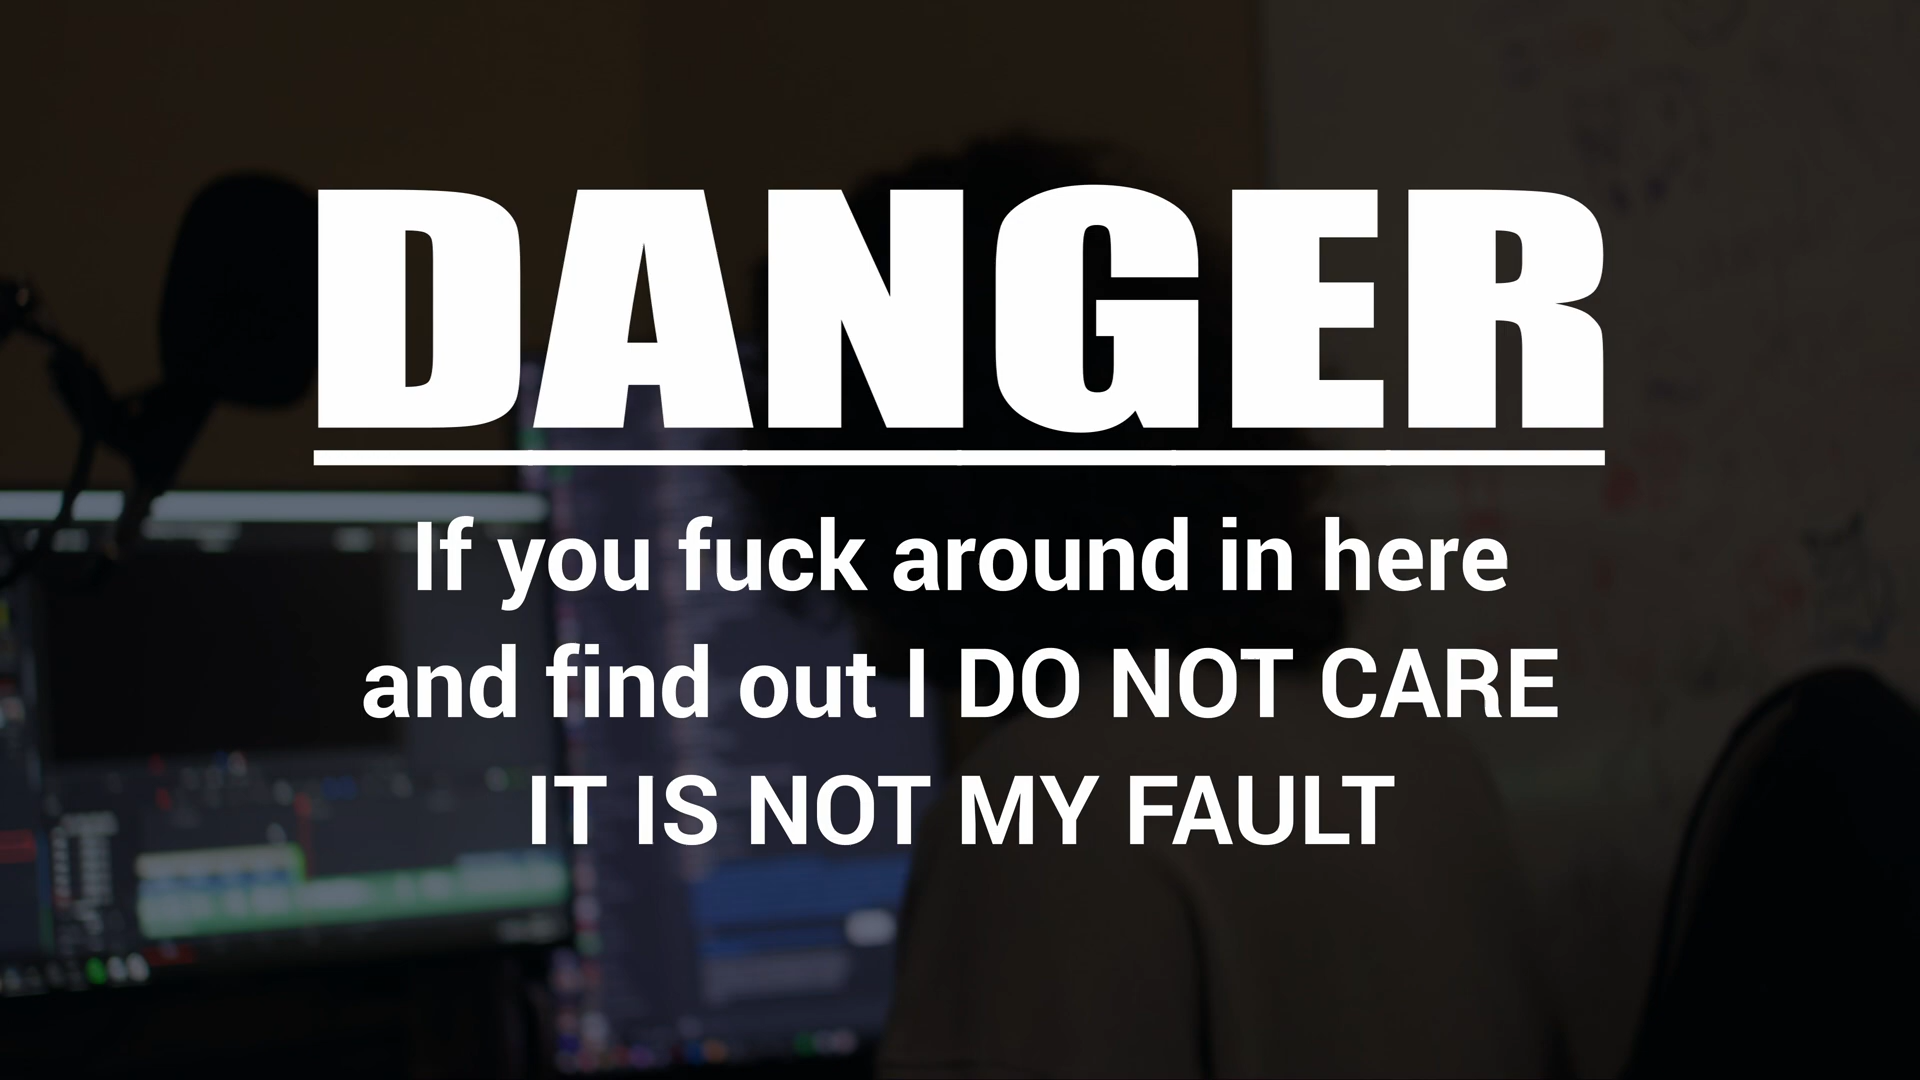 DANGER
If you fuck around in here
and find out I DO NOT CARE
IT IS NOT MY FAULT